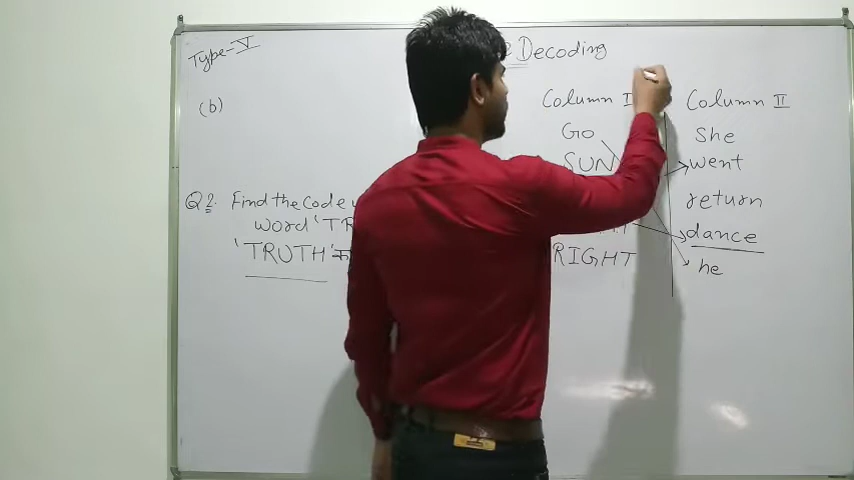 Type-V
Decoding
(b)
Column I
Column II
GO
She
SUN
went
return
dance
RIGHT
he
Q2. Find the Code
word 'TR
'TRUTH'